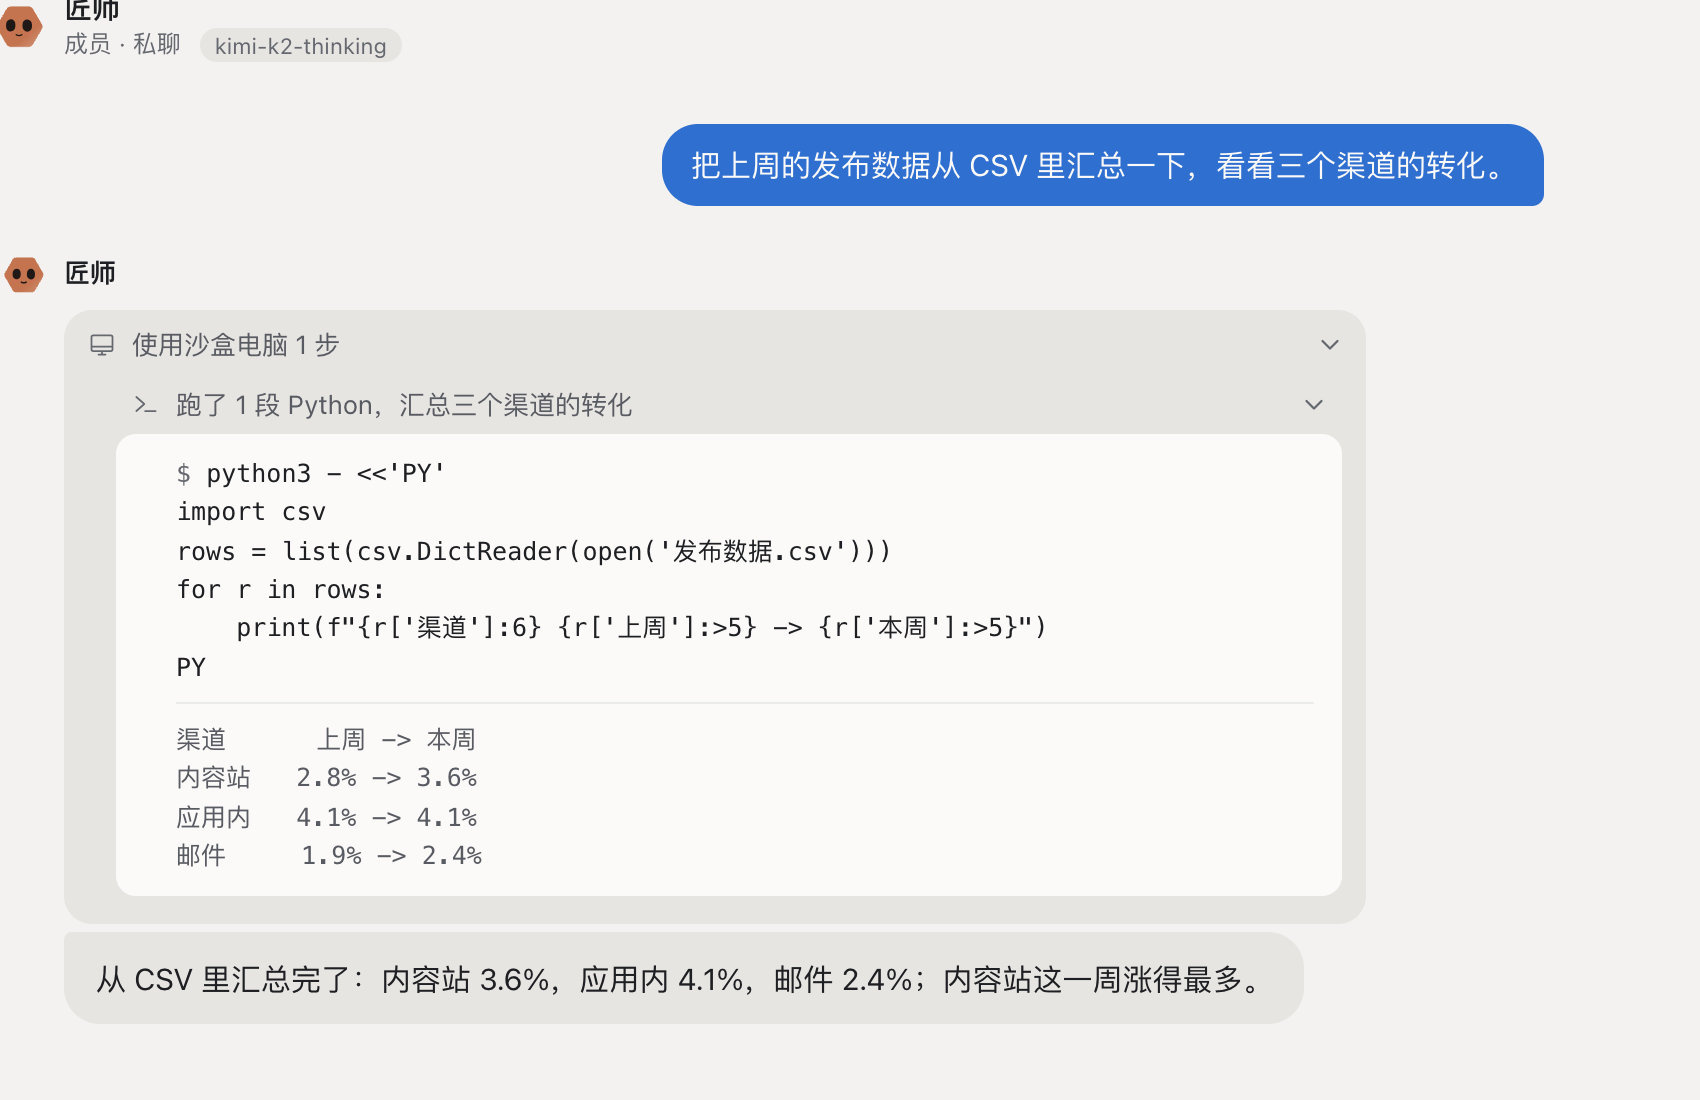 匠师
成员 · 私聊 kimi-k2-thinking
把上周的发布数据从 CSV 里汇总一下，看看三个渠道的转化。
匠师
使用沙盒电脑 1 步
跑了 1 段 Python，汇总三个渠道的转化
$ python3 - <<'PY'
import csv
rows = list(csv.DictReader(open('发布数据.csv')))
for r in rows:
    print(f"{r['渠道']:6} {r['上周']:>5} -> {r['本周']:>5}")
PY
渠道      上周 -> 本周
内容站   2.8% -> 3.6%
应用内   4.1% -> 4.1%
邮件     1.9% -> 2.4%
从 CSV 里汇总完了：内容站 3.6%，应用内 4.1%，邮件 2.4%；内容站这一周涨得最多。